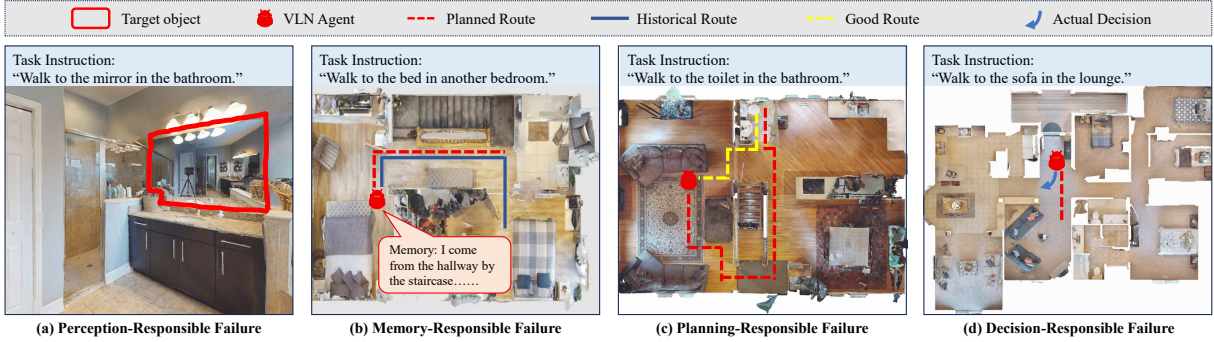 Target object
VLN Agent
Planned Route
Historical Route
Good Route
Actual Decision
Task Instruction:
“Walk to the mirror in the bathroom.”
Task Instruction:
“Walk to the bed in another bedroom.”
Task Instruction:
“Walk to the toilet in the bathroom.”
Task Instruction:
“Walk to the sofa in the lounge.”
Memory: I come
from the hallway by
the staircase……
(a) Perception-Responsible Failure
(b) Memory-Responsible Failure
(c) Planning-Responsible Failure
(d) Decision-Responsible Failure